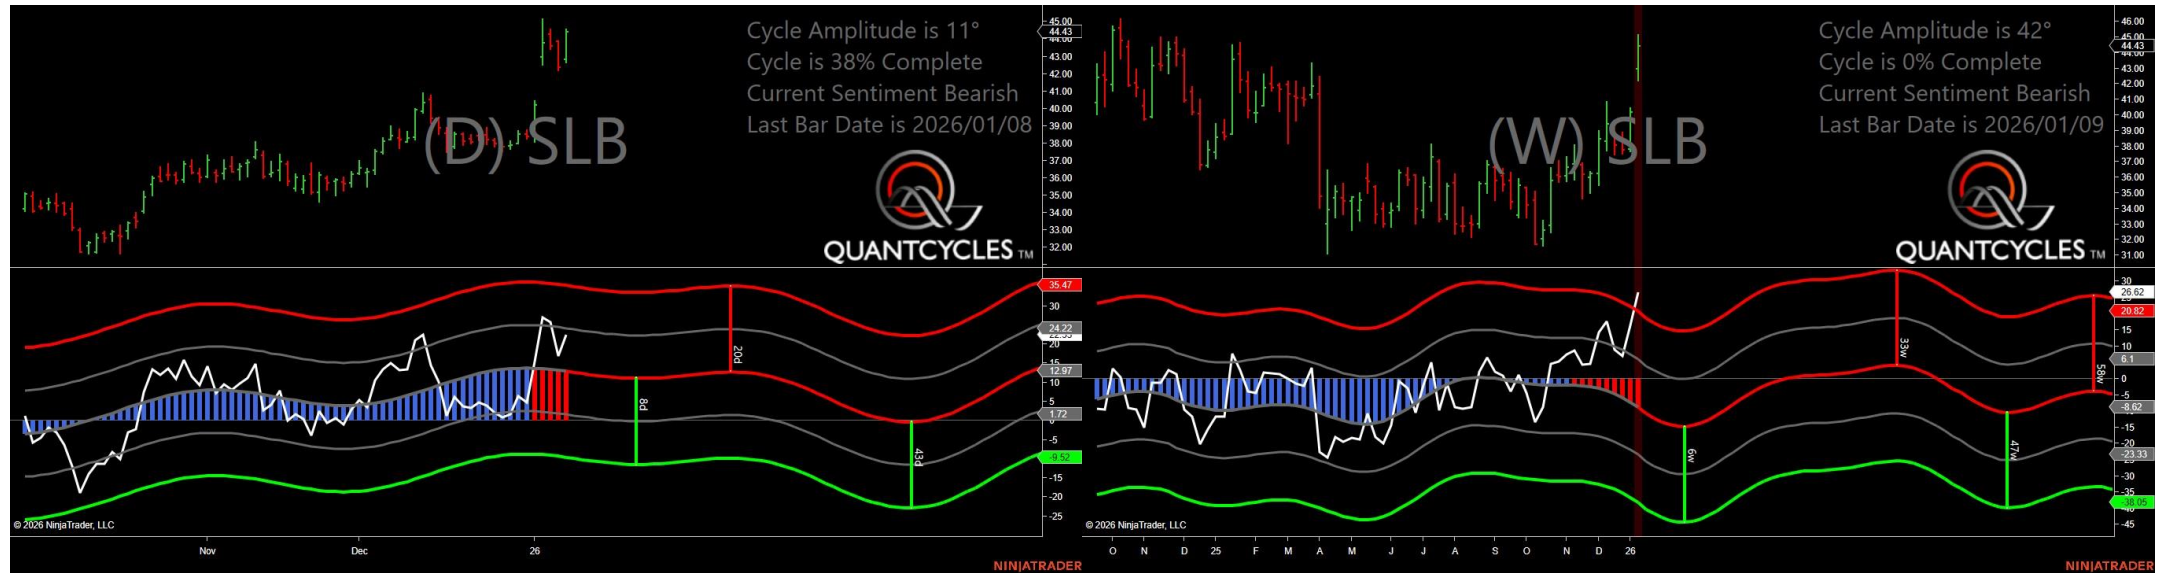 Cycle Amplitude is 11°
Cycle is 38% Complete
Current Sentiment Bearish
Last Bar Date is 2026/01/08
(D) SLB
QUANTCYCLES TM
45.00
44.43
43.00
42.00
41.00
40.00
39.00
38.00
37.00
36.00
35.00
34.00
33.00
32.00
35.47
30
24.22
20
15
12.97
10
5
1.72
0
-5
-9.52
-15
-20
-25
8d
20d
43d
© 2026 NinjaTrader, LLC
Nov
Dec
26
NINJATRADER
Cycle Amplitude is 42°
Cycle is 0% Complete
Current Sentiment Bearish
Last Bar Date is 2026/01/09
(W) SLB
QUANTCYCLES TM
46.00
45.00
44.43
43.00
42.00
41.00
40.00
39.00
38.00
37.00
36.00
35.00
34.00
33.00
32.00
31.00
30
26.62
20.82
15
10
6.1
0
-5
-8.62
-15
-20
-23.33
-30
-35
-38.05
-45
6w
33w
47w
58w
© 2026 NinjaTrader, LLC
O N D 25 F M A M J J A S O N D 26
NINJATRADER